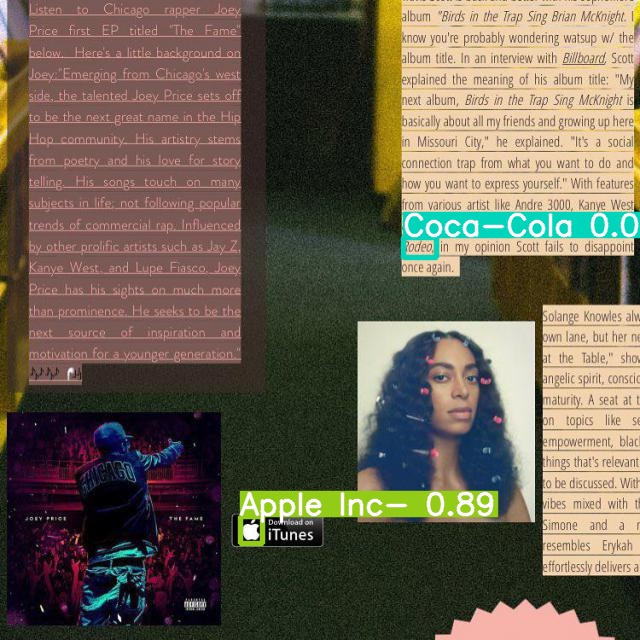 Listen to Chicago rapper Joey
Price first EP titled "The Fame"
below. Here's a little background on
Joey:"Emerging from Chicago's west
side, the talented Joey Price sets off
to be the next great name in the Hip
Hop community. His artistry stems
from poetry and his love for story
telling. His songs touch on many
subjects in life; not following popular
trends of commercial rap. Influenced
by other prolific artists such as Jay Z,
Kanye West, and Lupe Fiasco. Joey
Price has his sights on much more
than prominence. He seeks to be the
next source of inspiration and
motivation for a younger generation."
album "Birds in the Trap Sing Brian McKnight. I
know you're probably wondering watsup w/ the
album title. In an interview with Billboard, Scott
explained the meaning of his album title: "My
next album, Birds in the Trap Sing McKnight is
basically about all my friends and growing up here
in Missouri City," he explained. "It's a social
connection trap from what you want to do and
how you want to express yourself." With features
from various artist like Andre 3000, Kanye West
Coca-Cola 0.0
Rodeo, in my opinion Scott fails to disappoint
once again.
Solange Knowles alw
own lane, but her ne
at the Table," show
angelic spirit, conscio
maturity. A seat at t
on topics like se
empowerment, black
things that's relevant
to be discussed. With
vibes mixed with th
Simone and a m
resembles Erykah
effortlessly delivers a
Apple Inc- 0.89
Download on
iTunes
CHICAGO
JOEY PRICE
THE FAME